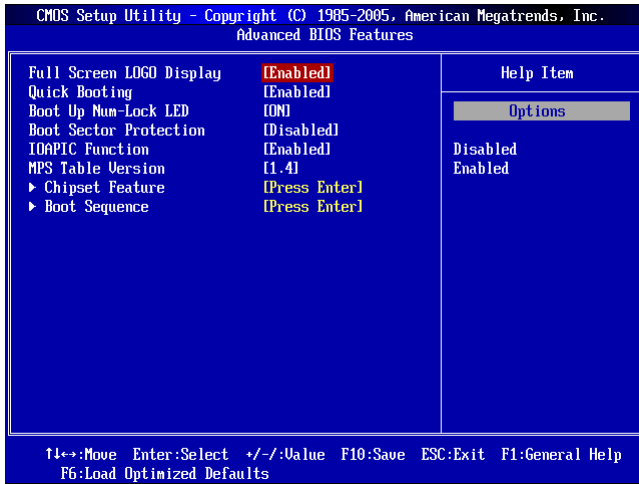 CMOS Setup Utility - Copyright (C) 1985-2005, American Megatrends, Inc.
Advanced BIOS Features
Full Screen LOGO Display [Enabled]
Quick Booting [Enabled]
Boot Up Num-Lock LED [ON]
Boot Sector Protection [Disabled]
IOAPIC Function [Enabled]
MPS Table Version [1.4]
▶ Chipset Feature [Press Enter]
▶ Boot Sequence [Press Enter]
Help Item
Options
Disabled
Enabled
↑↓←→:Move Enter:Select +/-/:Value F10:Save ESC:Exit F1:General Help
F6:Load Optimized Defaults